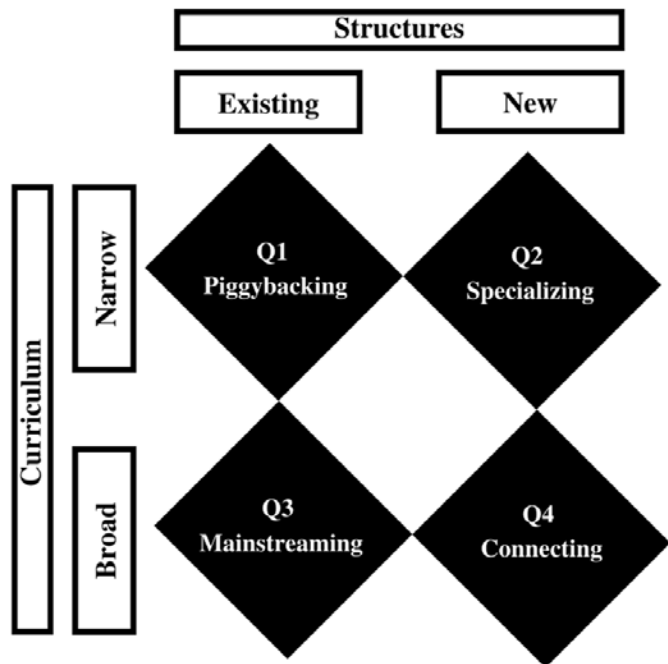 Structures
Existing
New
Curriculum
Narrow
Q1
Piggybacking
Q2
Specializing
Broad
Q3
Mainstreaming
Q4
Connecting